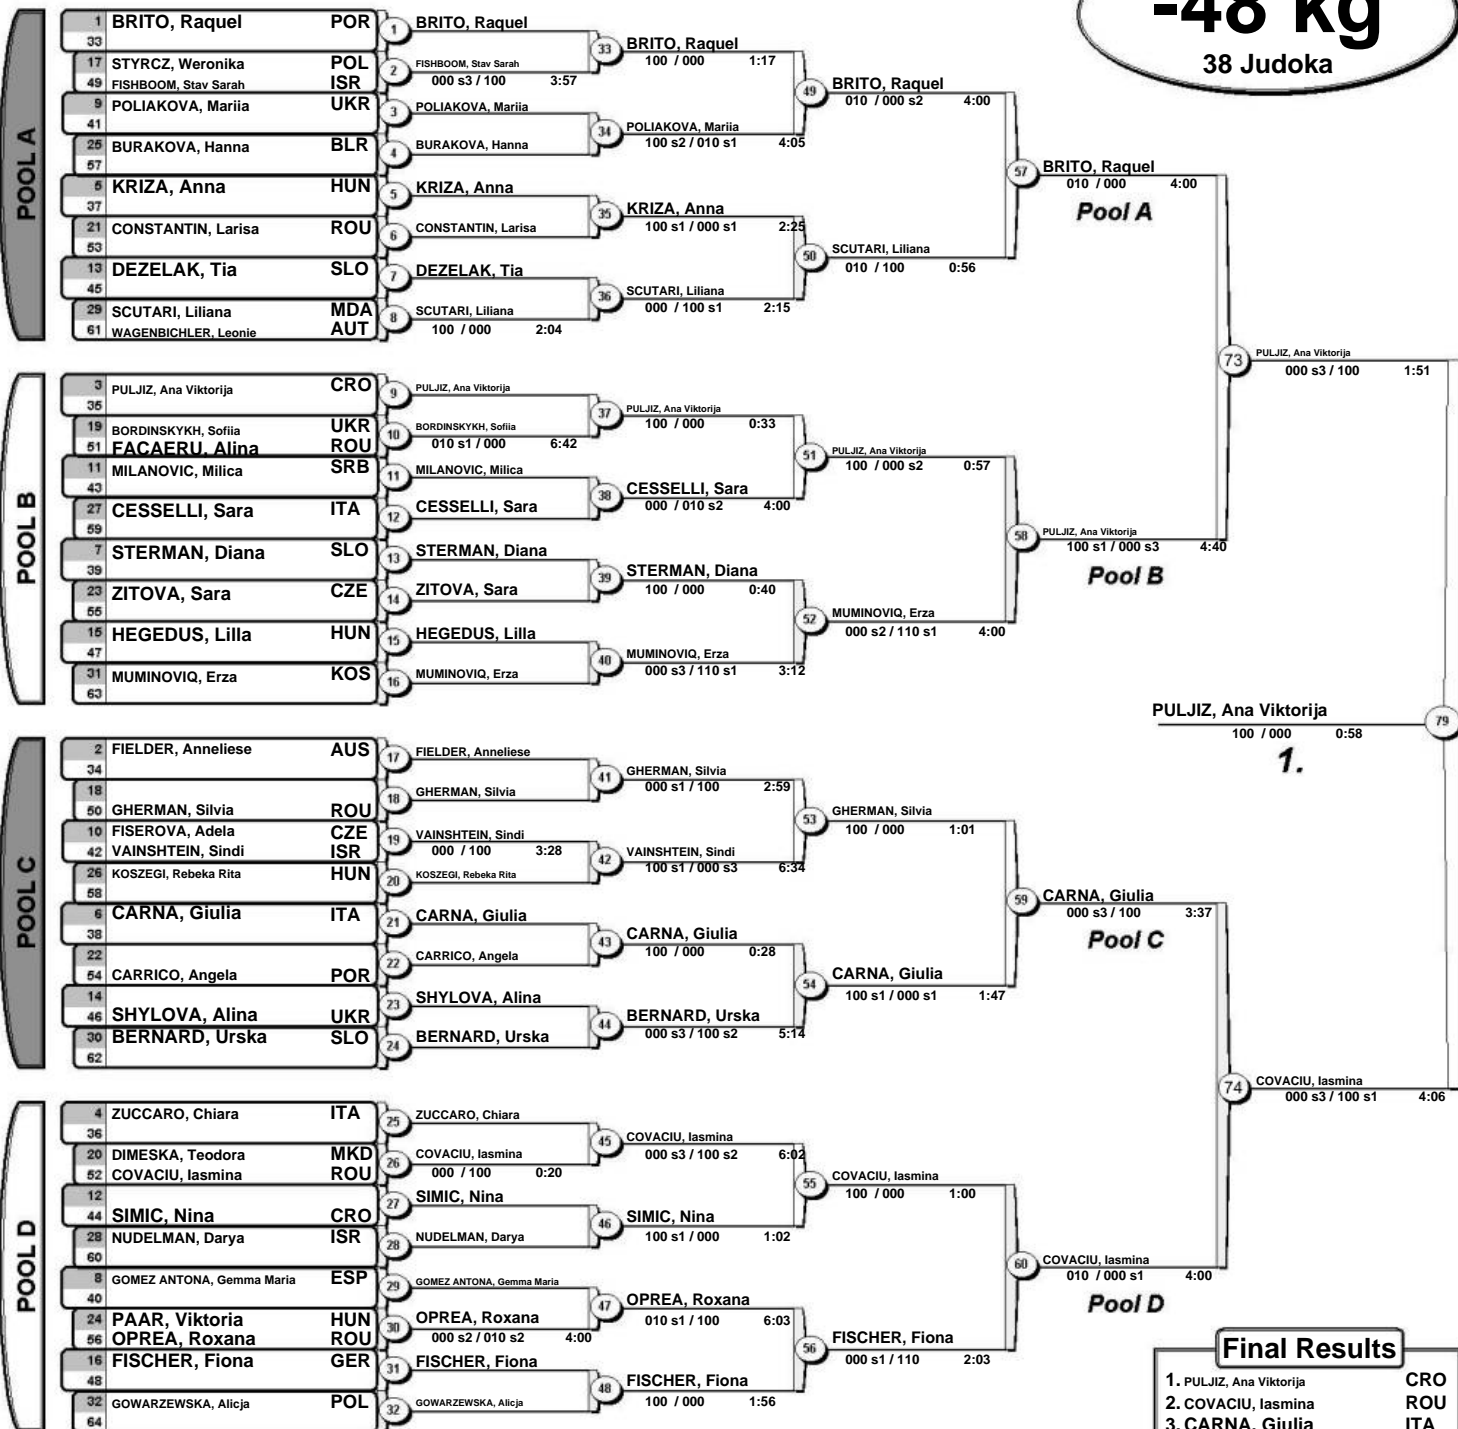 -48 kg
38 Judoka
POOL A
1 BRITO, Raquel POR
33
17 STYRCZ, Weronika POL
49 FISHBOOM, Stav Sarah ISR
9 POLIAKOVA, Mariia UKR
41
25 BURAKOVA, Hanna BLR
57
5 KRIZA, Anna HUN
37
21 CONSTANTIN, Larisa ROU
53
13 DEZELAK, Tia SLO
45
29 SCUTARI, Liliana MDA
61 WAGENBICHLER, Leonie AUT
1 BRITO, Raquel
2 FISHBOOM, Stav Sarah
000 s3 / 100 3:57
3 POLIAKOVA, Mariia
4 BURAKOVA, Hanna
5 KRIZA, Anna
6 CONSTANTIN, Larisa
7 DEZELAK, Tia
8 SCUTARI, Liliana
100 / 000 2:04
33 BRITO, Raquel
100 / 000 1:17
34 POLIAKOVA, Mariia
100 s2 / 010 s1 4:05
35 KRIZA, Anna
100 s1 / 000 s1 2:25
36 SCUTARI, Liliana
000 / 100 s1 2:15
49 BRITO, Raquel
010 / 000 s2 4:00
50 SCUTARI, Liliana
010 / 100 0:56
57 BRITO, Raquel
010 / 000 4:00
Pool A
POOL B
3 PULJIZ, Ana Viktorija CRO
35
19 BORDINSKYKH, Sofiia UKR
51 FACAERU, Alina ROU
11 MILANOVIC, Milica SRB
43
27 CESSELLI, Sara ITA
59
7 STERMAN, Diana SLO
39
23 ZITOVA, Sara CZE
55
15 HEGEDUS, Lilla HUN
47
31 MUMINOVIQ, Erza KOS
63
9 PULJIZ, Ana Viktorija
10 BORDINSKYKH, Sofiia
010 s1 / 000 6:42
11 MILANOVIC, Milica
12 CESSELLI, Sara
13 STERMAN, Diana
14 ZITOVA, Sara
15 HEGEDUS, Lilla
16 MUMINOVIQ, Erza
37 PULJIZ, Ana Viktorija
100 / 000 0:33
38 CESSELLI, Sara
000 / 010 s2 4:00
39 STERMAN, Diana
100 / 000 0:40
40 MUMINOVIQ, Erza
000 s3 / 110 s1 3:12
51 PULJIZ, Ana Viktorija
100 / 000 s2 0:57
52 MUMINOVIQ, Erza
000 s2 / 110 s1 4:00
58 PULJIZ, Ana Viktorija
100 s1 / 000 s3 4:40
Pool B
73 PULJIZ, Ana Viktorija
000 s3 / 100 1:51
PULJIZ, Ana Viktorija 79
100 / 000 0:58
1.
POOL C
2 FIELDER, Anneliese AUS
34
18
50 GHERMAN, Silvia ROU
10 FISEROVA, Adela CZE
42 VAINSHTEIN, Sindi ISR
26 KOSZEGI, Rebeka Rita HUN
58
6 CARNA, Giulia ITA
38
22
54 CARRICO, Angela POR
14
46 SHYLOVA, Alina UKR
30 BERNARD, Urska SLO
62
17 FIELDER, Anneliese
18 GHERMAN, Silvia
19 VAINSHTEIN, Sindi
000 / 100 3:28
20 KOSZEGI, Rebeka Rita
21 CARNA, Giulia
22 CARRICO, Angela
23 SHYLOVA, Alina
24 BERNARD, Urska
41 GHERMAN, Silvia
000 s1 / 100 2:59
42 VAINSHTEIN, Sindi
100 s1 / 000 s3 6:34
43 CARNA, Giulia
100 / 000 0:28
44 BERNARD, Urska
000 s3 / 100 s2 5:14
53 GHERMAN, Silvia
100 / 000 1:01
54 CARNA, Giulia
100 s1 / 000 s1 1:47
59 CARNA, Giulia
000 s3 / 100 3:37
Pool C
POOL D
4 ZUCCARO, Chiara ITA
36
20 DIMESKA, Teodora MKD
52 COVACIU, Iasmina ROU
12
44 SIMIC, Nina CRO
28 NUDELMAN, Darya ISR
60
8 GOMEZ ANTONA, Gemma Maria ESP
40
24 PAAR, Viktoria HUN
56 OPREA, Roxana ROU
16 FISCHER, Fiona GER
48
32 GOWARZEWSKA, Alicja POL
64
25 ZUCCARO, Chiara
26 COVACIU, Iasmina
000 / 100 0:20
27 SIMIC, Nina
28 NUDELMAN, Darya
29 GOMEZ ANTONA, Gemma Maria
30 OPREA, Roxana
000 s2 / 010 s2 4:00
31 FISCHER, Fiona
32 GOWARZEWSKA, Alicja
45 COVACIU, Iasmina
000 s3 / 100 s2 6:02
46 SIMIC, Nina
100 s1 / 000 1:02
47 OPREA, Roxana
010 s1 / 100 6:03
48 FISCHER, Fiona
100 / 000 1:56
55 COVACIU, Iasmina
100 / 000 1:00
56 FISCHER, Fiona
000 s1 / 110 2:03
60 COVACIU, Iasmina
010 / 000 s1 4:00
Pool D
74 COVACIU, Iasmina
000 s3 / 100 s1 4:06
Final Results
1. PULJIZ, Ana Viktorija CRO
2. COVACIU, Iasmina ROU
3. CARNA, Giulia ITA